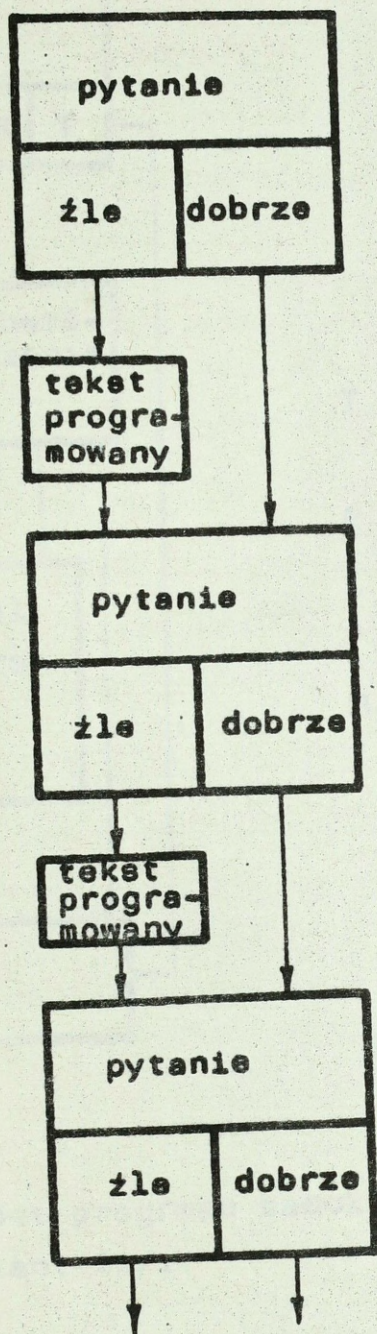 pytanie
źle dobrze
tekst
progra-
mowany
pytanie
źle dobrze
tekst
progra-
mowany
pytanie
źle dobrze